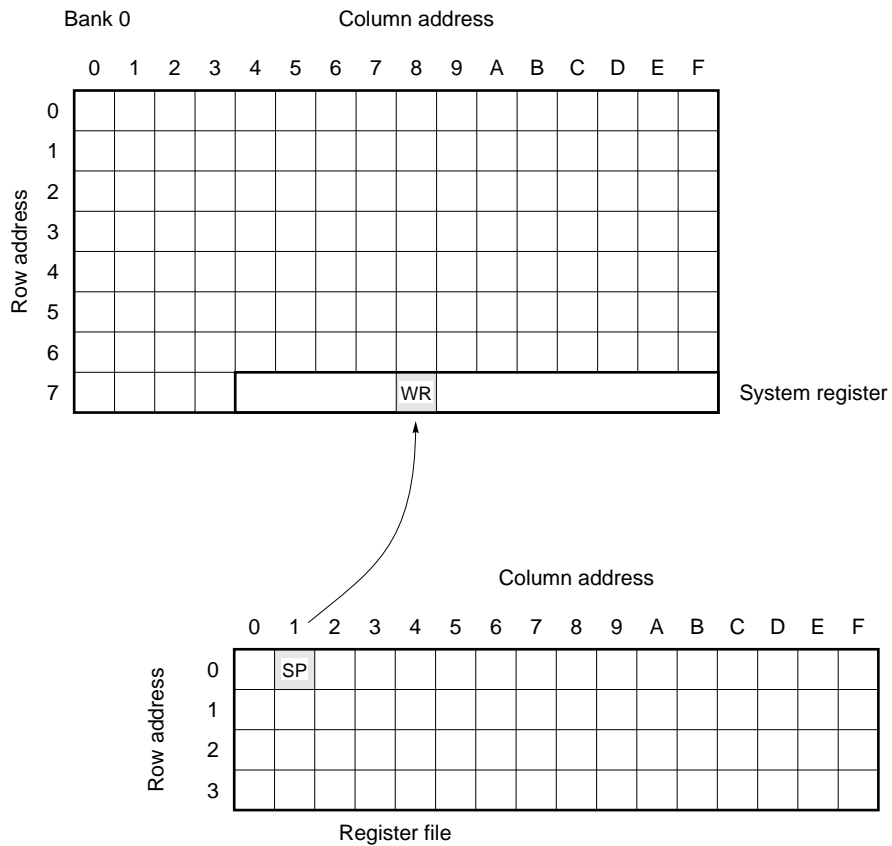 Bank 0 Column address
0 1 2 3 4 5 6 7 8 9 A B C D E F
Row address
0
1
2
3
4
5
6
7 WR System register
Column address
0 1 2 3 4 5 6 7 8 9 A B C D E F
Row address
0 SP
1
2
3
Register file